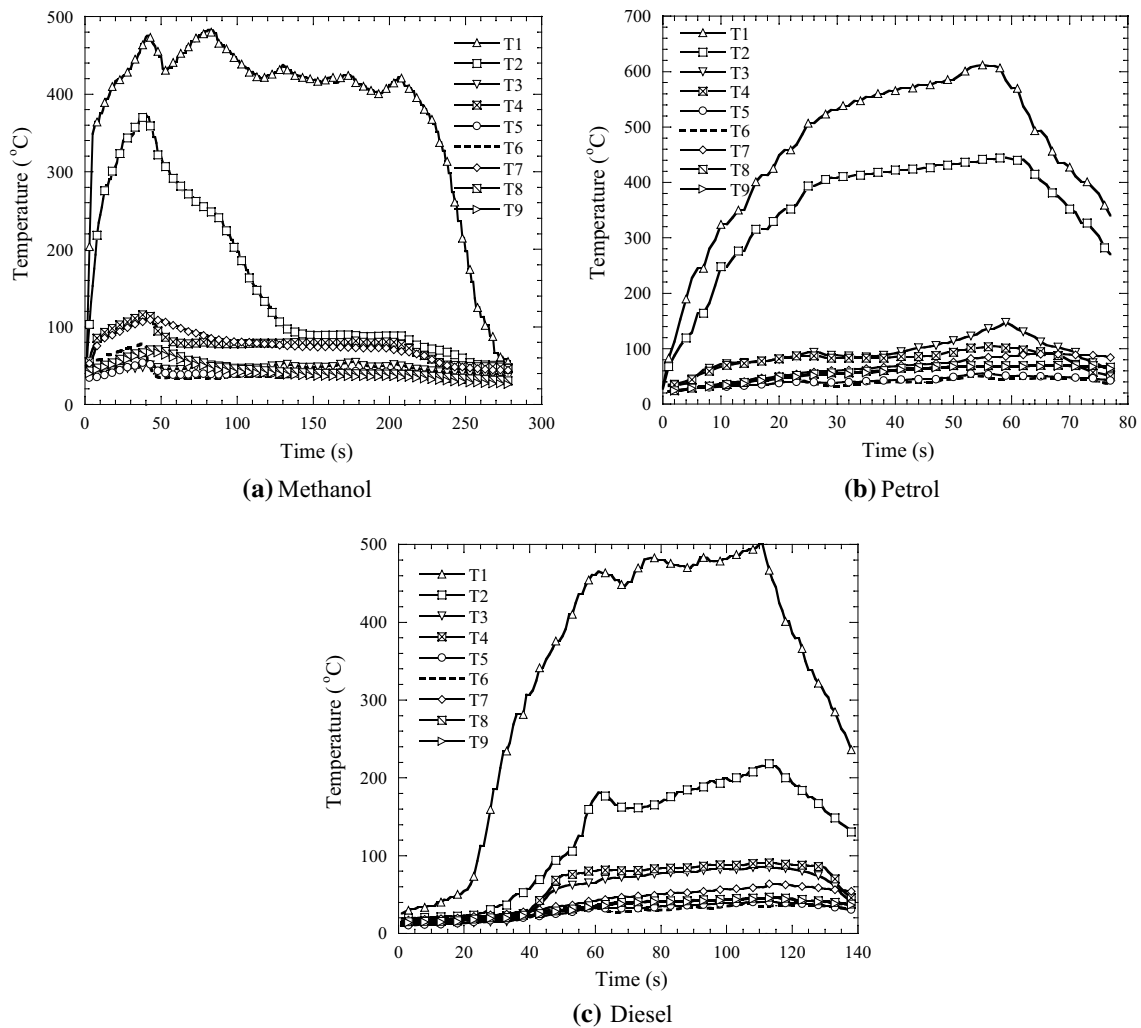 500
400
300
200
100
0
Temperature ( °C)
0 50 100 150 200 250 300
Time (s)
T1
T2
T3
T4
T5
T6
T7
T8
T9
(a) Methanol
700
600
500
400
300
200
100
0
Temperature ( °C)
0 10 20 30 40 50 60 70 80
Time (s)
T1
T2
T3
T4
T5
T6
T7
T8
T9
(b) Petrol
500
400
300
200
100
0
Temperature ( °C)
0 20 40 60 80 100 120 140
Time (s)
T1
T2
T3
T4
T5
T6
T7
T8
T9
(c) Diesel